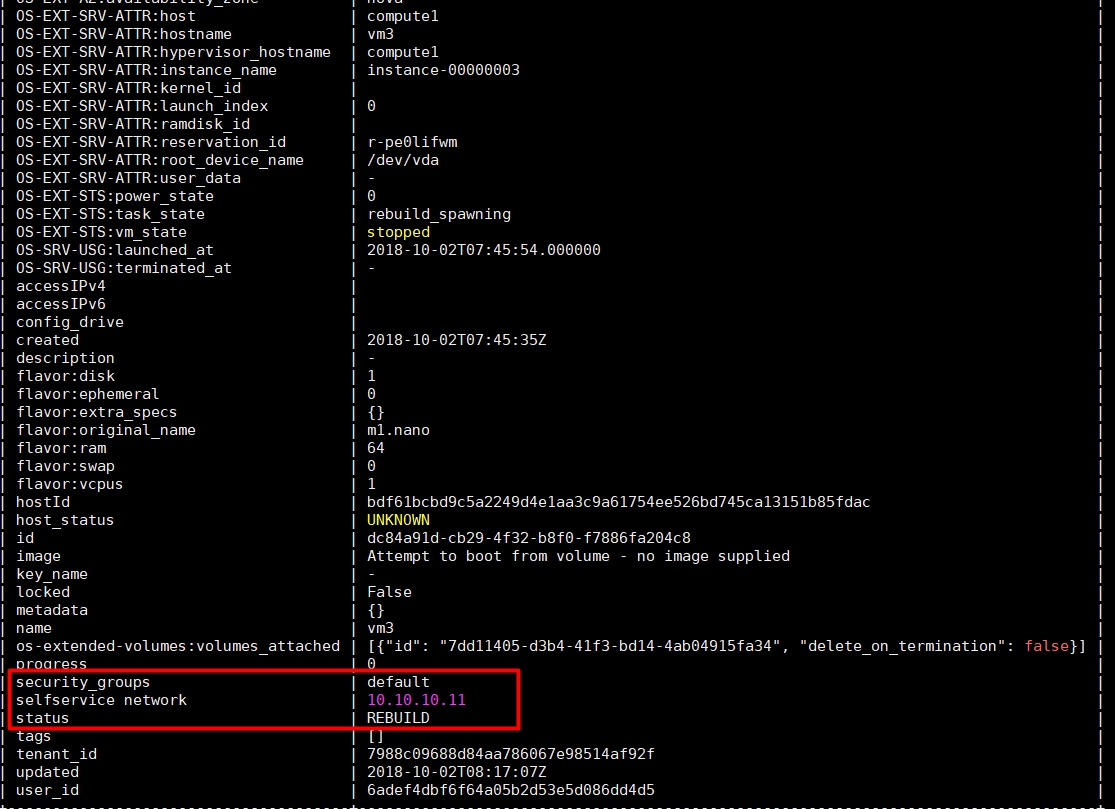 | OS-EXT-AZ:availability_zone | nova |
| OS-EXT-SRV-ATTR:host | compute1 |
| OS-EXT-SRV-ATTR:hostname | vm3 |
| OS-EXT-SRV-ATTR:hypervisor_hostname | compute1 |
| OS-EXT-SRV-ATTR:instance_name | instance-00000003 |
| OS-EXT-SRV-ATTR:kernel_id | |
| OS-EXT-SRV-ATTR:launch_index | 0 |
| OS-EXT-SRV-ATTR:ramdisk_id | |
| OS-EXT-SRV-ATTR:reservation_id | r-pe0lifwm |
| OS-EXT-SRV-ATTR:root_device_name | /dev/vda |
| OS-EXT-SRV-ATTR:user_data | - |
| OS-EXT-STS:power_state | 0 |
| OS-EXT-STS:task_state | rebuild_spawning |
| OS-EXT-STS:vm_state | stopped |
| OS-SRV-USG:launched_at | 2018-10-02T07:45:54.000000 |
| OS-SRV-USG:terminated_at | - |
| accessIPv4 | |
| accessIPv6 | |
| config_drive | |
| created | 2018-10-02T07:45:35Z |
| description | - |
| flavor:disk | 1 |
| flavor:ephemeral | 0 |
| flavor:extra_specs | {} |
| flavor:original_name | m1.nano |
| flavor:ram | 64 |
| flavor:swap | 0 |
| flavor:vcpus | 1 |
| hostId | bdf61bcbd9c5a2249d4e1aa3c9a61754ee526bd745ca13151b85fdac |
| host_status | UNKNOWN |
| id | dc84a91d-cb29-4f32-b8f0-f7886fa204c8 |
| image | Attempt to boot from volume - no image supplied |
| key_name | - |
| locked | False |
| metadata | {} |
| name | vm3 |
| os-extended-volumes:volumes_attached | [{"id": "7dd11405-d3b4-41f3-bd14-4ab04915fa34", "delete_on_termination": false}] |
| progress | 0 |
| security_groups | default |
| selfservice network | 10.10.10.11 |
| status | REBUILD |
| tags | [] |
| tenant_id | 7988c09688d84aa786067e98514af92f |
| updated | 2018-10-02T08:17:07Z |
| user_id | 6adef4dbf6f64a05b2d53e5d086dd4d5 |